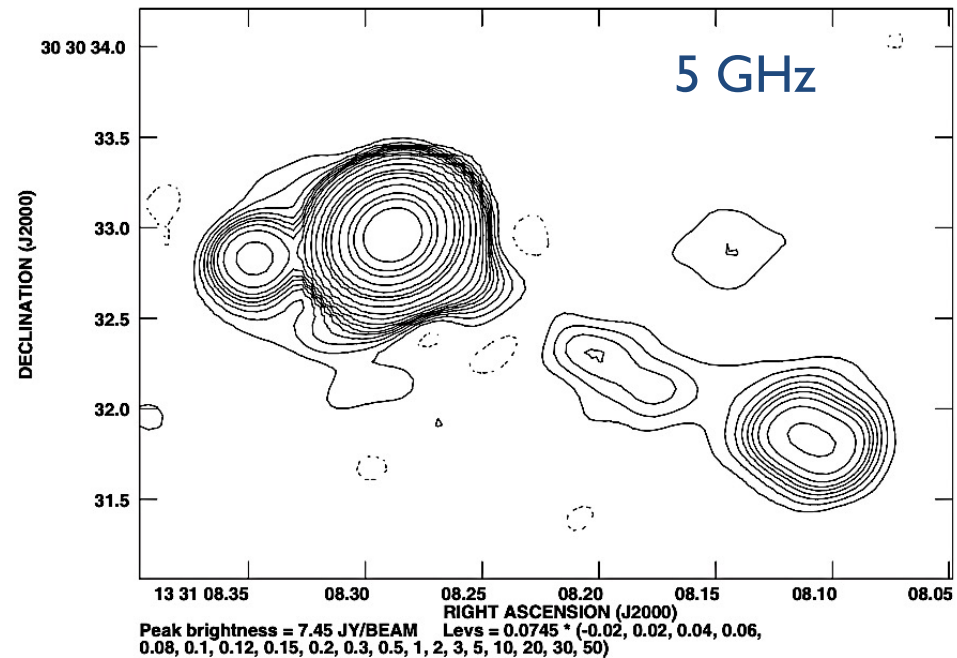 5 GHz
30 30 34.0
33.5
33.0
32.5
32.0
31.5
DECLINATION (J2000)
13 31 08.35 08.30 08.25 08.20 08.15 08.10 08.05
RIGHT ASCENSION (J2000)
Peak brightness = 7.45 JY/BEAM Levs = 0.0745 * (-0.02, 0.02, 0.04, 0.06,
0.08, 0.1, 0.12, 0.15, 0.2, 0.3, 0.5, 1, 2, 3, 5, 10, 20, 30, 50)